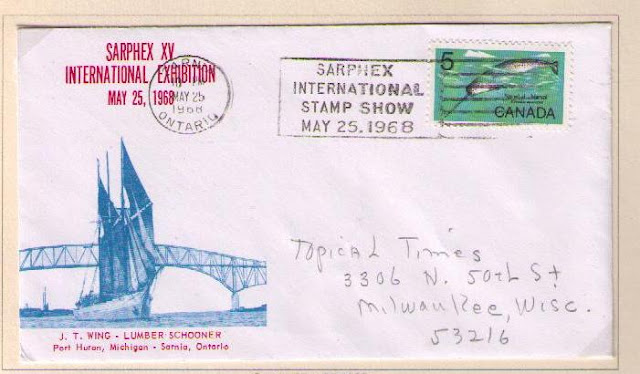 SARPHEX XV
INTERNATIONAL EXHIBITION
MAY 25, 1968
MAY 25
1968
ONTARIO
SARPHEX
INTERNATIONAL
STAMP SHOW
MAY 25.1968
5
Narwhal
CANADA
Topical Times
3306 N. 50th St
Milwaukee, Wisc.
53216
J. T. WING - LUMBER SCHOONER
Port Huron, Michigan - Sarnia, Ontario